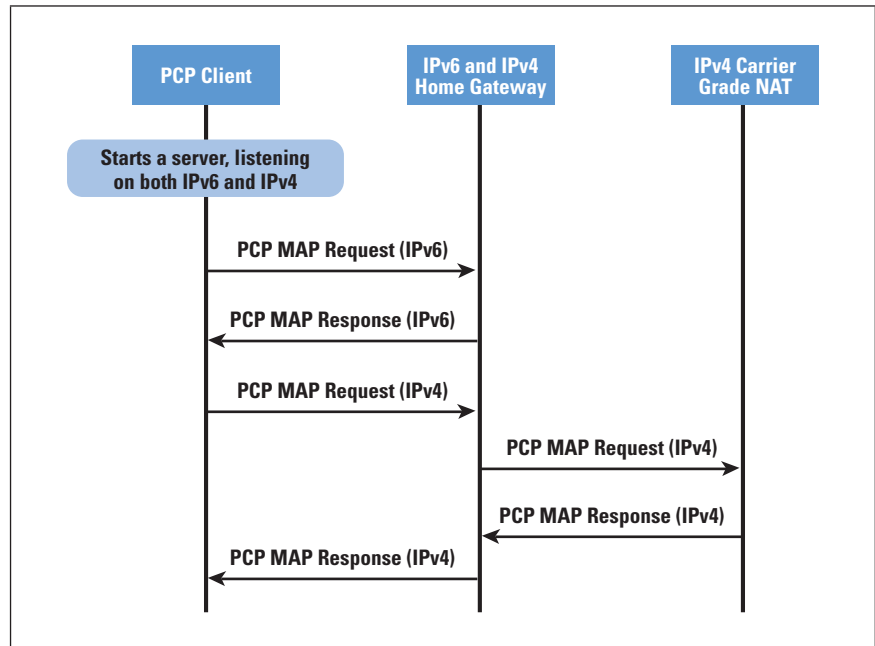 PCP Client
IPv6 and IPv4
Home Gateway
IPv4 Carrier
Grade NAT
Starts a server, listening
on both IPv6 and IPv4
PCP MAP Request (IPv6)
PCP MAP Response (IPv6)
PCP MAP Request (IPv4)
PCP MAP Request (IPv4)
PCP MAP Response (IPv4)
PCP MAP Response (IPv4)